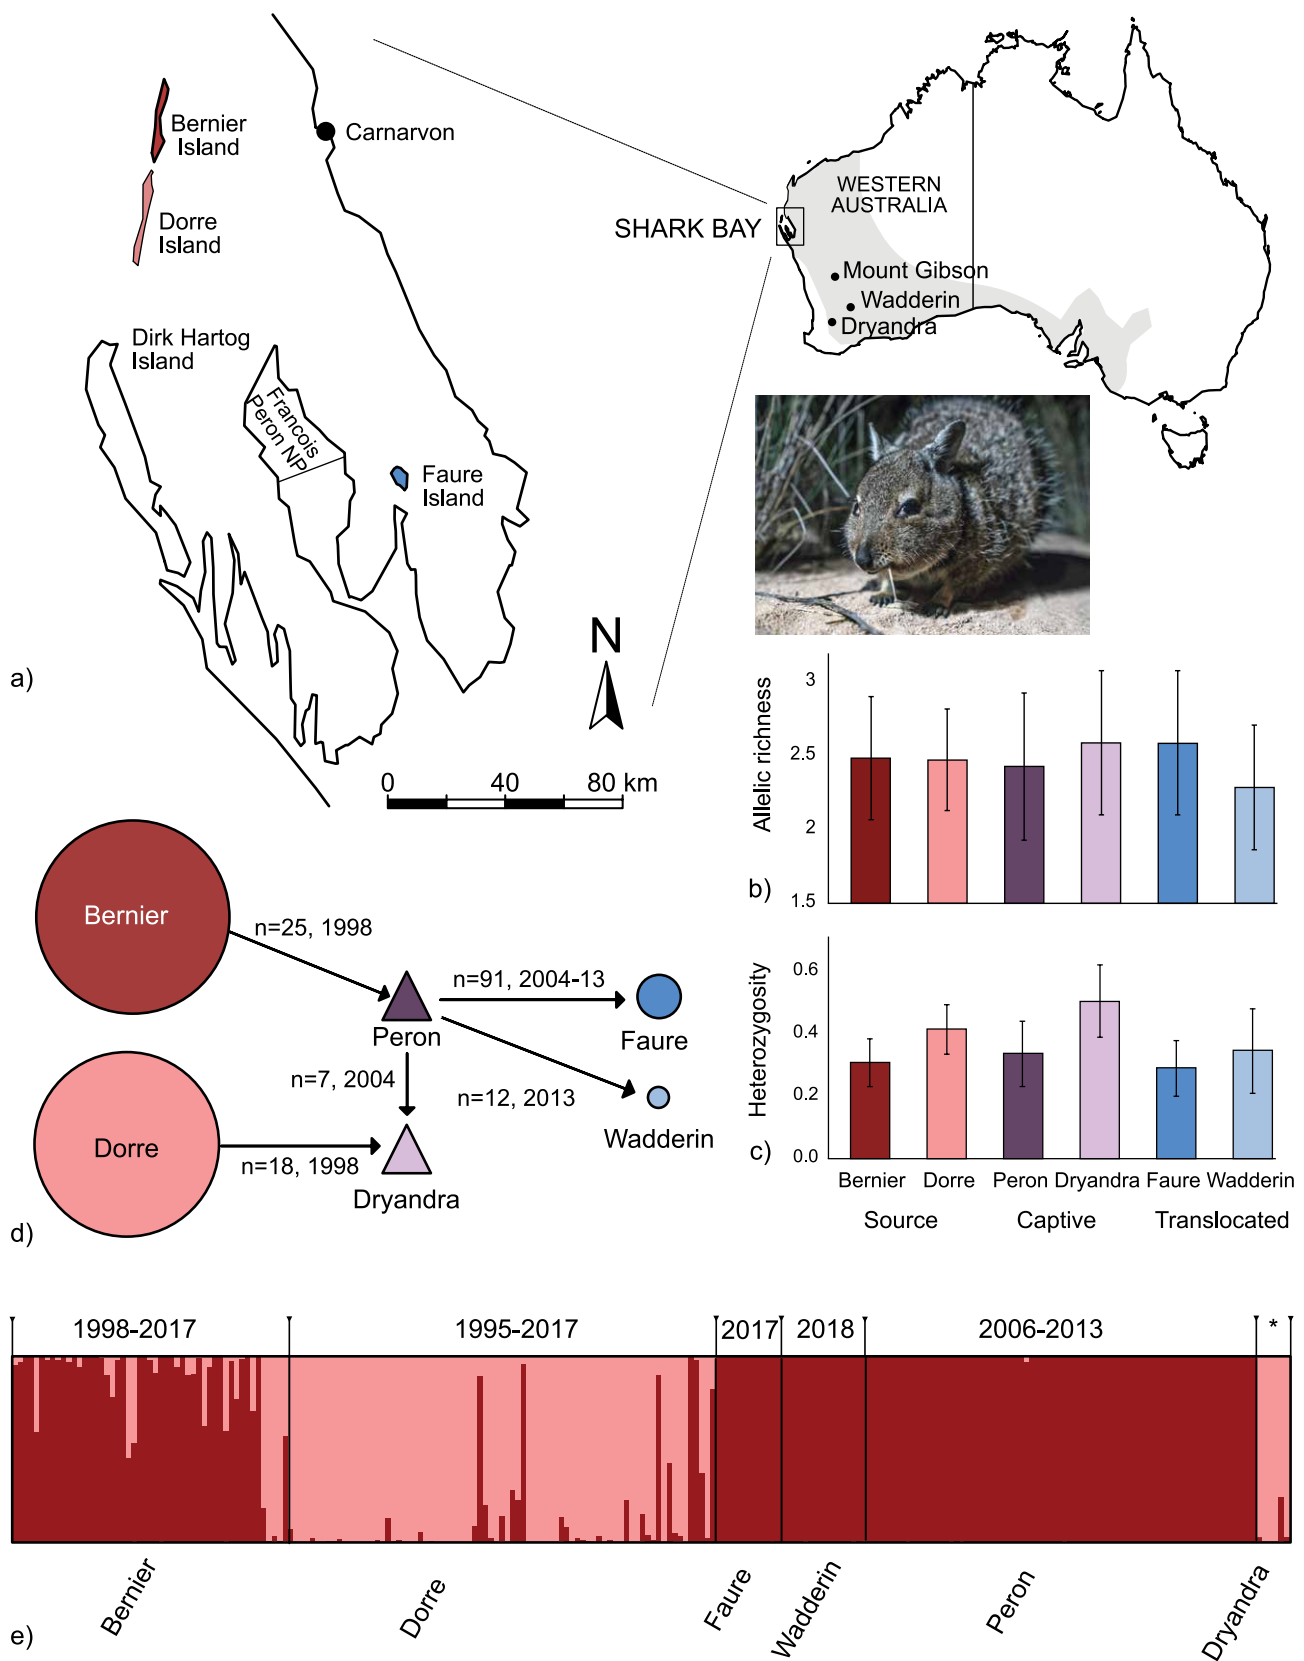 Bernier
Island
Carnarvon
Dorre
Island
Dirk Hartog
Island
Francois
Peron NP
Faure
Island
N
0 40 80 km
a)
SHARK BAY
WESTERN
AUSTRALIA
Mount Gibson
Wadderin
Dryandra
Allelic richness
3
2.5
2
1.5
b)
Heterozygosity
0.6
0.4
0.2
0.0
c)
Bernier Dorre Peron Dryandra Faure Wadderin
Source Captive Translocated
Bernier
n=25, 1998
Peron
n=91, 2004-13
Faure
n=7, 2004
n=12, 2013
Wadderin
Dorre
n=18, 1998
Dryandra
d)
1998-2017 1995-2017 2017 2018 2006-2013 *
Bernier Dorre Faure Wadderin Peron Dryandra
e)